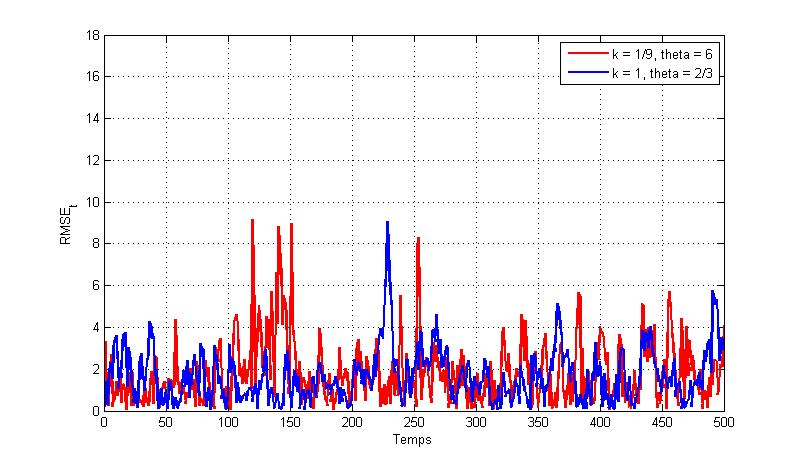 k = 1/9, theta = 6
k = 1, theta = 2/3
RMSEt
18
16
14
12
10
8
6
4
2
0
0 50 100 150 200 250 300 350 400 450 500
Temps